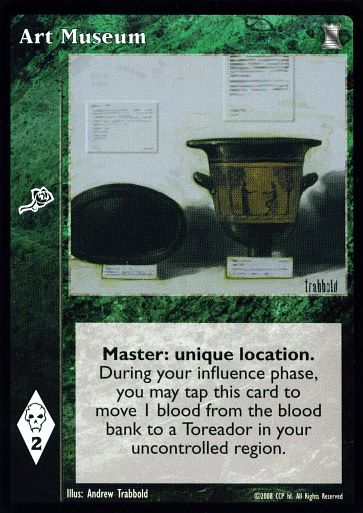 Art Museum
trabbold
Master: unique location.
During your influence phase,
you may tap this card to
move 1 blood from the blood
bank to a Toreador in your
uncontrolled region.
2
Illus: Andrew Trabbold
©2008 CCP hf. All Rights Reserved